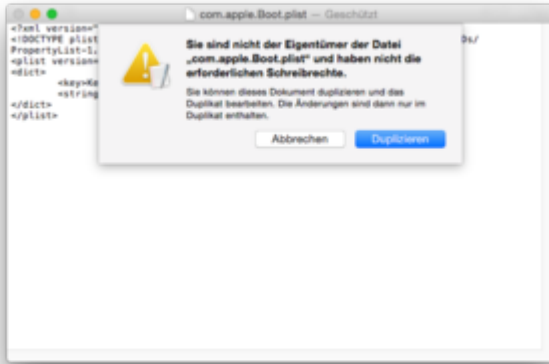 com.apple.Boot.plist — Geschützt
<?xml version="
<!DOCTYPE plist
Ds/
PropertyList-1.
<plist version=
<dict>
<key>Ke
<string
</dict>
</plist>
Sie sind nicht der Eigentümer der Datei
„com.apple.Boot.plist“ und haben nicht die
erforderlichen Schreibrechte.
Sie können dieses Dokument duplizieren und das
Duplikat bearbeiten. Die Änderungen sind dann nur im
Duplikat enthalten.
Abbrechen
Duplizieren